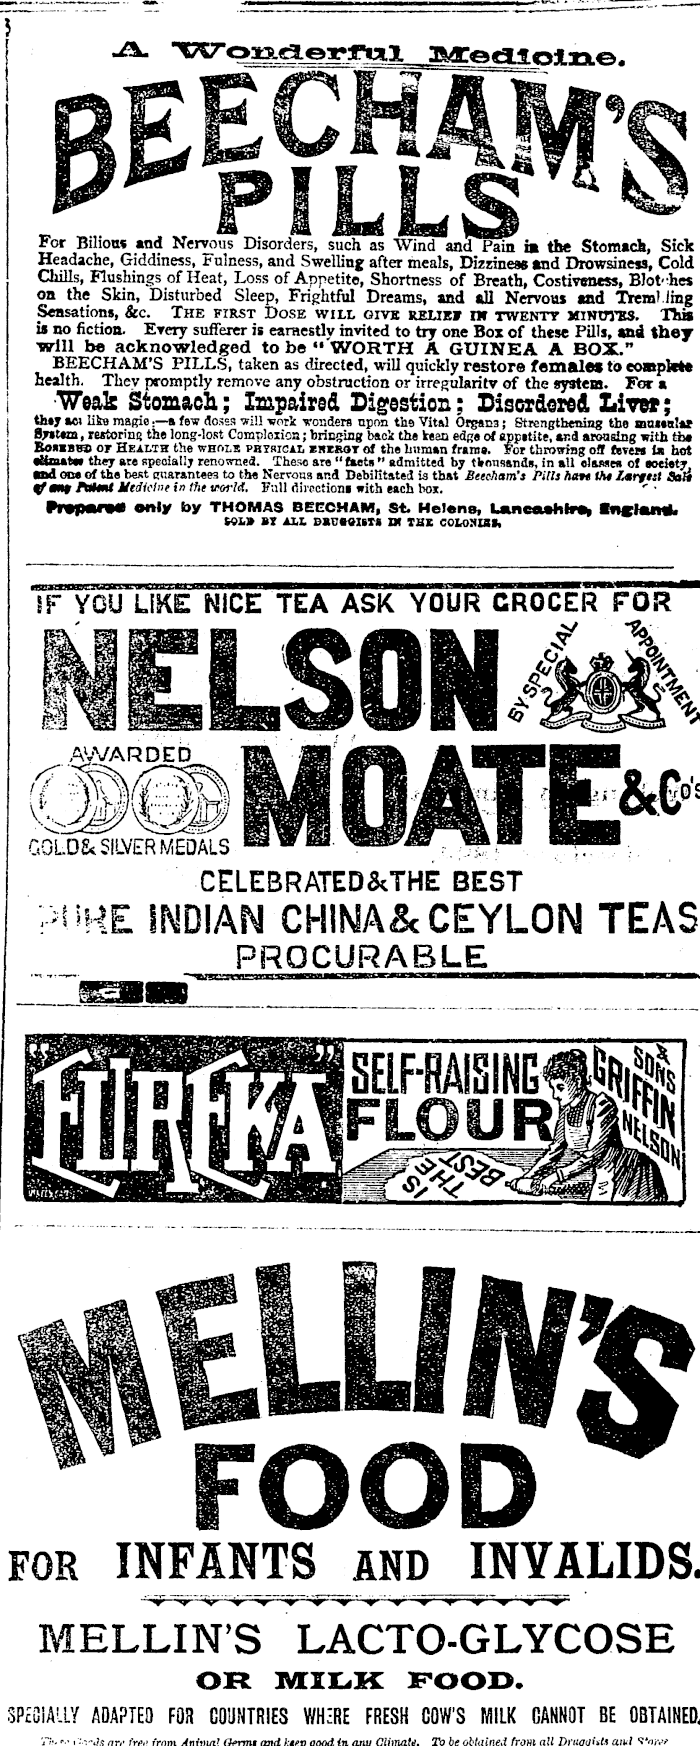 A Wonderful Medicine.
BEECHAM'S
PILLS
For Bilious and Nervous Disorders, such as Wind and Pain in the Stomach, Sick
Headache, Giddiness, Fulness, and Swelling after meals, Dizziness and Drowsiness, Cold
Chills, Flushings of Heat, Loss of Appetite, Shortness of Breath, Costiveness, Blotches
on the Skin, Disturbed Sleep, Frightful Dreams, and all Nervous and Trembling
Sensations, &c. THE FIRST DOSE WILL GIVE RELIEF IN TWENTY MINUTES. This
is no fiction. Every sufferer is earnestly invited to try one Box of these Pills, and they
will be acknowledged to be "WORTH A GUINEA A BOX."
BEECHAM'S PILLS, taken as directed, will quickly restore females to complete
health. They promptly remove any obstruction or irregularity of the system. For a
Weak Stomach; Impaired Digestion; Disordered Liver;
they act like magic;—a few doses will work wonders upon the Vital Organs; Strengthening the muscular
System, restoring the long-lost Complexion; bringing back the keen edge of appetite, and arousing with the
ROSEBUD OF HEALTH the WHOLE PHYSICAL ENERGY of the human frame. For throwing off fevers in hot
climates they are specially renowned. These are "facts" admitted by thousands, in all classes of society,
and one of the best guarantees to the Nervous and Debilitated is that Beecham's Pills have the Largest Sale
of any Patent Medicine in the world. Full directions with each box.
Prepared only by THOMAS BEECHAM, St. Helens, Lancashire, England.
SOLD BY ALL DRUGGISTS IN THE COLONIES.
IF YOU LIKE NICE TEA ASK YOUR GROCER FOR
NELSON
BY SPECIAL APPOINTMENT
AWARDED
GOLD & SILVER MEDALS
MOATE & Co's
CELEBRATED & THE BEST
PURE INDIAN CHINA & CEYLON TEAS
PROCURABLE
"EUREKA"
SELF-RAISING
FLOUR
IS THE BEST
GRIFFIN & SONS
NELSON
MELLIN'S
FOOD
FOR INFANTS AND INVALIDS.
MELLIN'S LACTO-GLYCOSE
OR MILK FOOD.
SPECIALLY ADAPTED FOR COUNTRIES WHERE FRESH COW'S MILK CANNOT BE OBTAINED.
These Foods are free from Animal Germs and keep good in any Climate. To be obtained from all Druggists and Stores